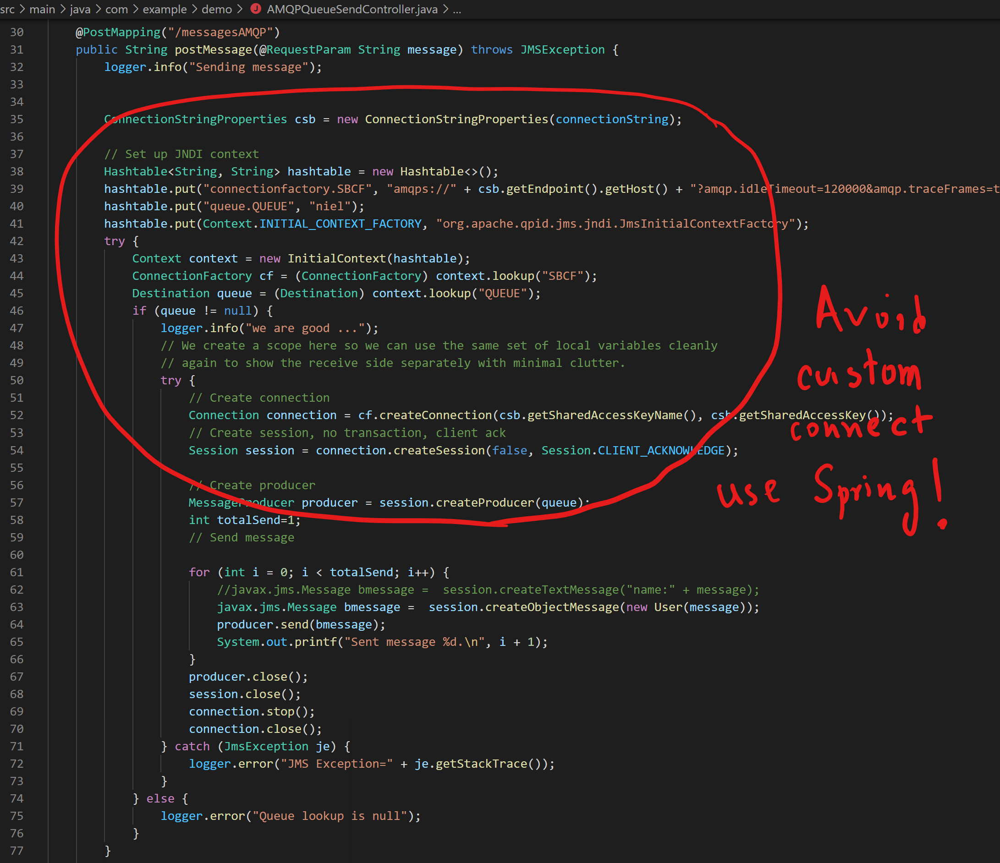 src > main > java > com > example > demo > J AMQPQueueSendController.java > ...
30 @PostMapping("/messagesAMQP")
31 public String postMessage(@RequestParam String message) throws JMSException {
32 logger.info("Sending message");
33
34
35 ConnectionStringProperties csb = new ConnectionStringProperties(connectionString);
36
37 // Set up JNDI context
38 Hashtable<String, String> hashtable = new Hashtable<>();
39 hashtable.put("connectionfactory.SBCF", "amqps://" + csb.getEndpoint().getHost() + "?amqp.idleTimeout=120000&amqp.traceFrames=t
40 hashtable.put("queue.QUEUE", "niel");
41 hashtable.put(Context.INITIAL_CONTEXT_FACTORY, "org.apache.qpid.jms.jndi.JmsInitialContextFactory");
42 try {
43 Context context = new InitialContext(hashtable);
44 ConnectionFactory cf = (ConnectionFactory) context.lookup("SBCF");
45 Destination queue = (Destination) context.lookup("QUEUE");
46 if (queue != null) {
47 logger.info("we are good ...");
48 // We create a scope here so we can use the same set of local variables cleanly
49 // again to show the receive side separately with minimal clutter.
50 try {
51 // Create connection
52 Connection connection = cf.createConnection(csb.getSharedAccessKeyName(), csb.getSharedAccessKey());
53 // Create session, no transaction, client ack
54 Session session = connection.createSession(false, Session.CLIENT_ACKNOWLEDGE);
55
56 // Create producer
57 MessageProducer producer = session.createProducer(queue);
58 int totalSend=1;
59 // Send message
60
61 for (int i = 0; i < totalSend; i++) {
62 //javax.jms.Message bmessage =  session.createTextMessage("name:" + message);
63 javax.jms.Message bmessage =  session.createObjectMessage(new User(message));
64 producer.send(bmessage);
65 System.out.printf("Sent message %d.\n", i + 1);
66 }
67 producer.close();
68 session.close();
69 connection.stop();
70 connection.close();
71 } catch (JmsException je) {
72 logger.error("JMS Exception=" + je.getStackTrace());
73 }
74 } else {
75 logger.error("Queue lookup is null");
76 }
77 }
Avoid
custom
connect
use Spring!